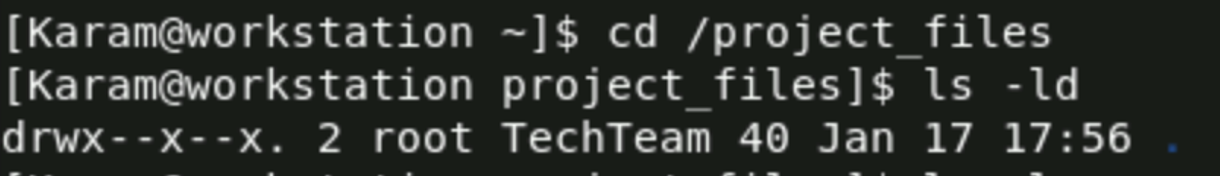 [Karam@workstation ~]$ cd /project_files
[Karam@workstation project_files]$ ls -ld
drwx--x--x. 2 root TechTeam 40 Jan 17 17:56 .